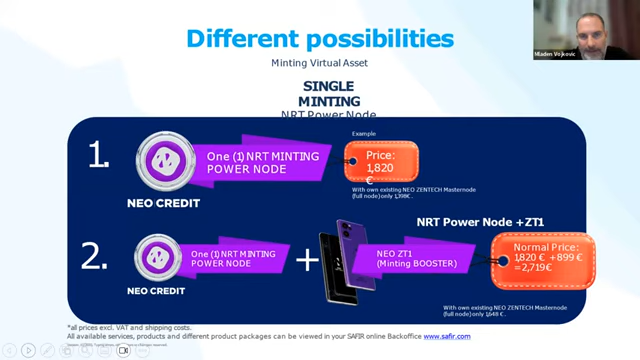 Different possibilities
Minting Virtual Asset
Mladen Vojkovic
SINGLE
MINTING
NRT Power Node
1.
One (1) NRT MINTING
POWER NODE
NEO CREDIT
Example
Price:
1,820
€
With own existing NEO ZENTECH Masternode
(full node) only 1,398€.
NRT Power Node +ZT1
2.
One (1) NRT MINTING
POWER NODE
NEO CREDIT
+
NEO ZT1
(Minting BOOSTER)
Normal Price:
1,820 € +899 €
=2,719€
With own existing NEO ZENTECH Masternode
(full node) only 1,648 €.
*all prices excl. VAT and shipping costs.
All available services, products and different product packages can be viewed in your SAFIR online Backoffice www.safir.com